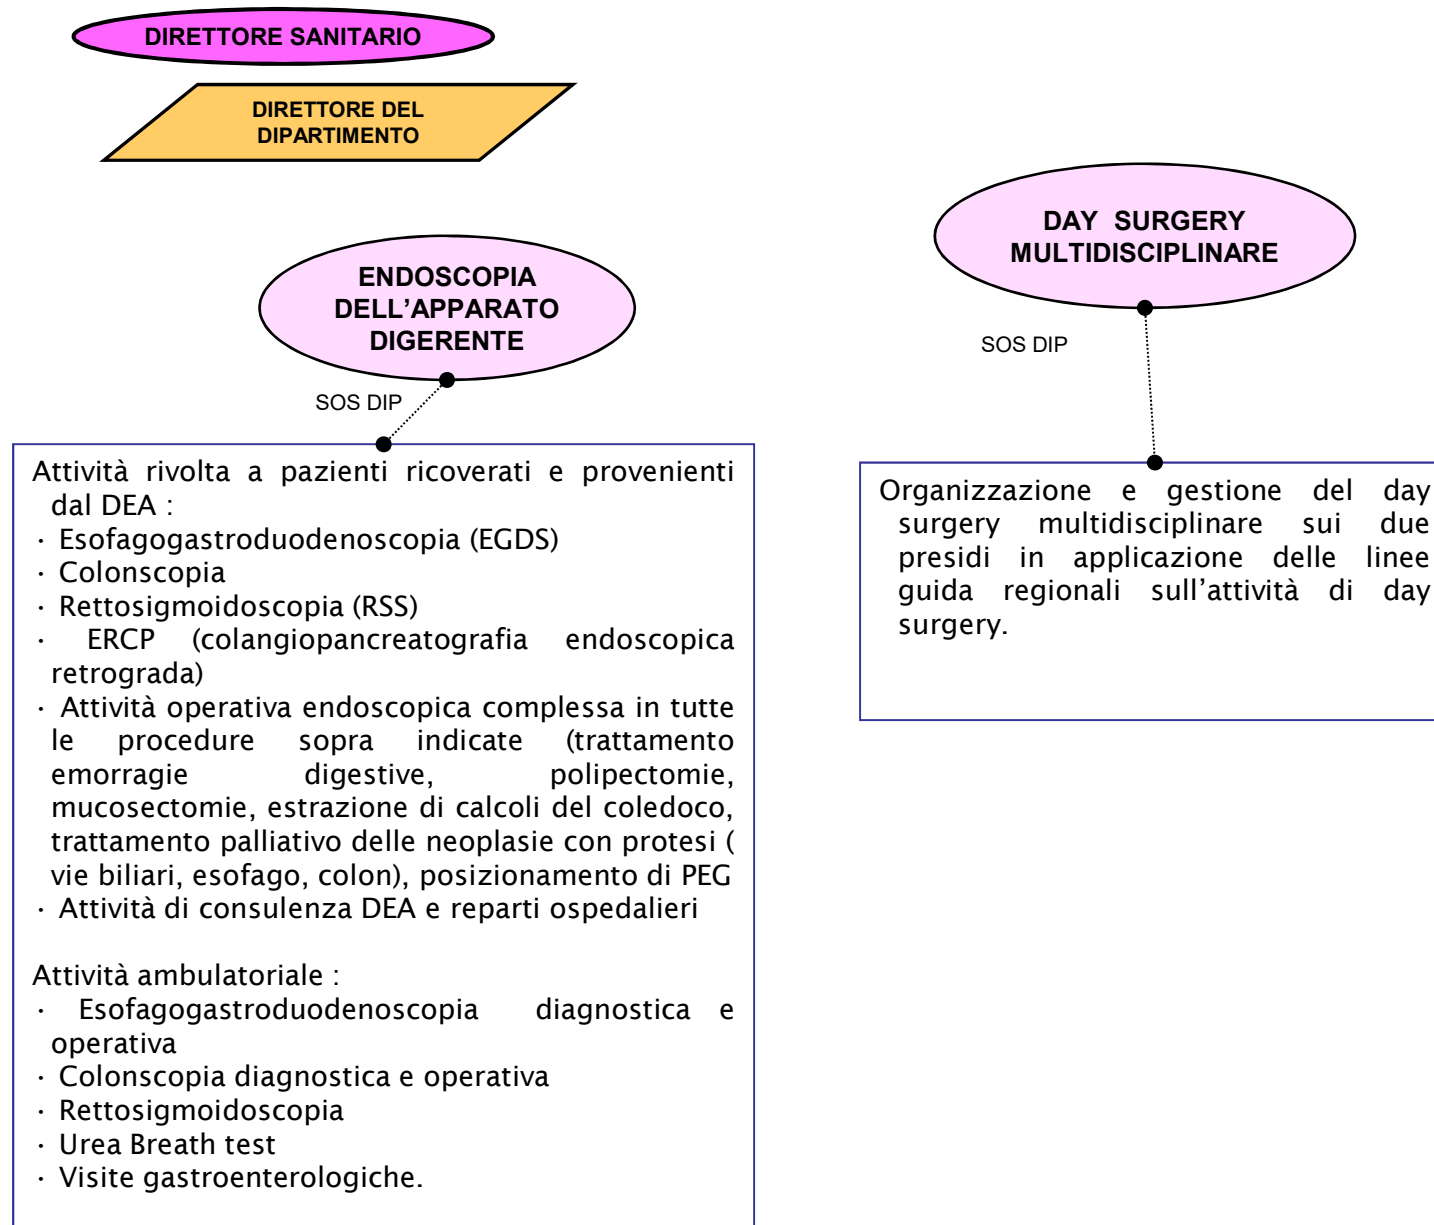 DIRETTORE SANITARIO
DIRETTORE DEL
DIPARTIMENTO
ENDOSCOPIA
DELL’APPARATO
DIGERENTE
SOS DIP
Attività rivolta a pazienti ricoverati e provenienti
dal DEA :
· Esofagogastroduodenoscopia (EGDS)
· Colonscopia
· Rettosigmoidoscopia (RSS)
· ERCP (colangiopancreatografia endoscopica
retrograda)
· Attività operativa endoscopica complessa in tutte
le procedure sopra indicate (trattamento
emorragie digestive, polipectomie,
mucosectomie, estrazione di calcoli del coledoco,
trattamento palliativo delle neoplasie con protesi (
vie biliari, esofago, colon), posizionamento di PEG
· Attività di consulenza DEA e reparti ospedalieri
Attività ambulatoriale :
· Esofagogastroduodenoscopia diagnostica e
operativa
· Colonscopia diagnostica e operativa
· Rettosigmoidoscopia
· Urea Breath test
· Visite gastroenterologiche.
DAY SURGERY
MULTIDISCIPLINARE
SOS DIP
Organizzazione e gestione del day
surgery multidisciplinare sui due
presidi in applicazione delle linee
guida regionali sull’attività di day
surgery.